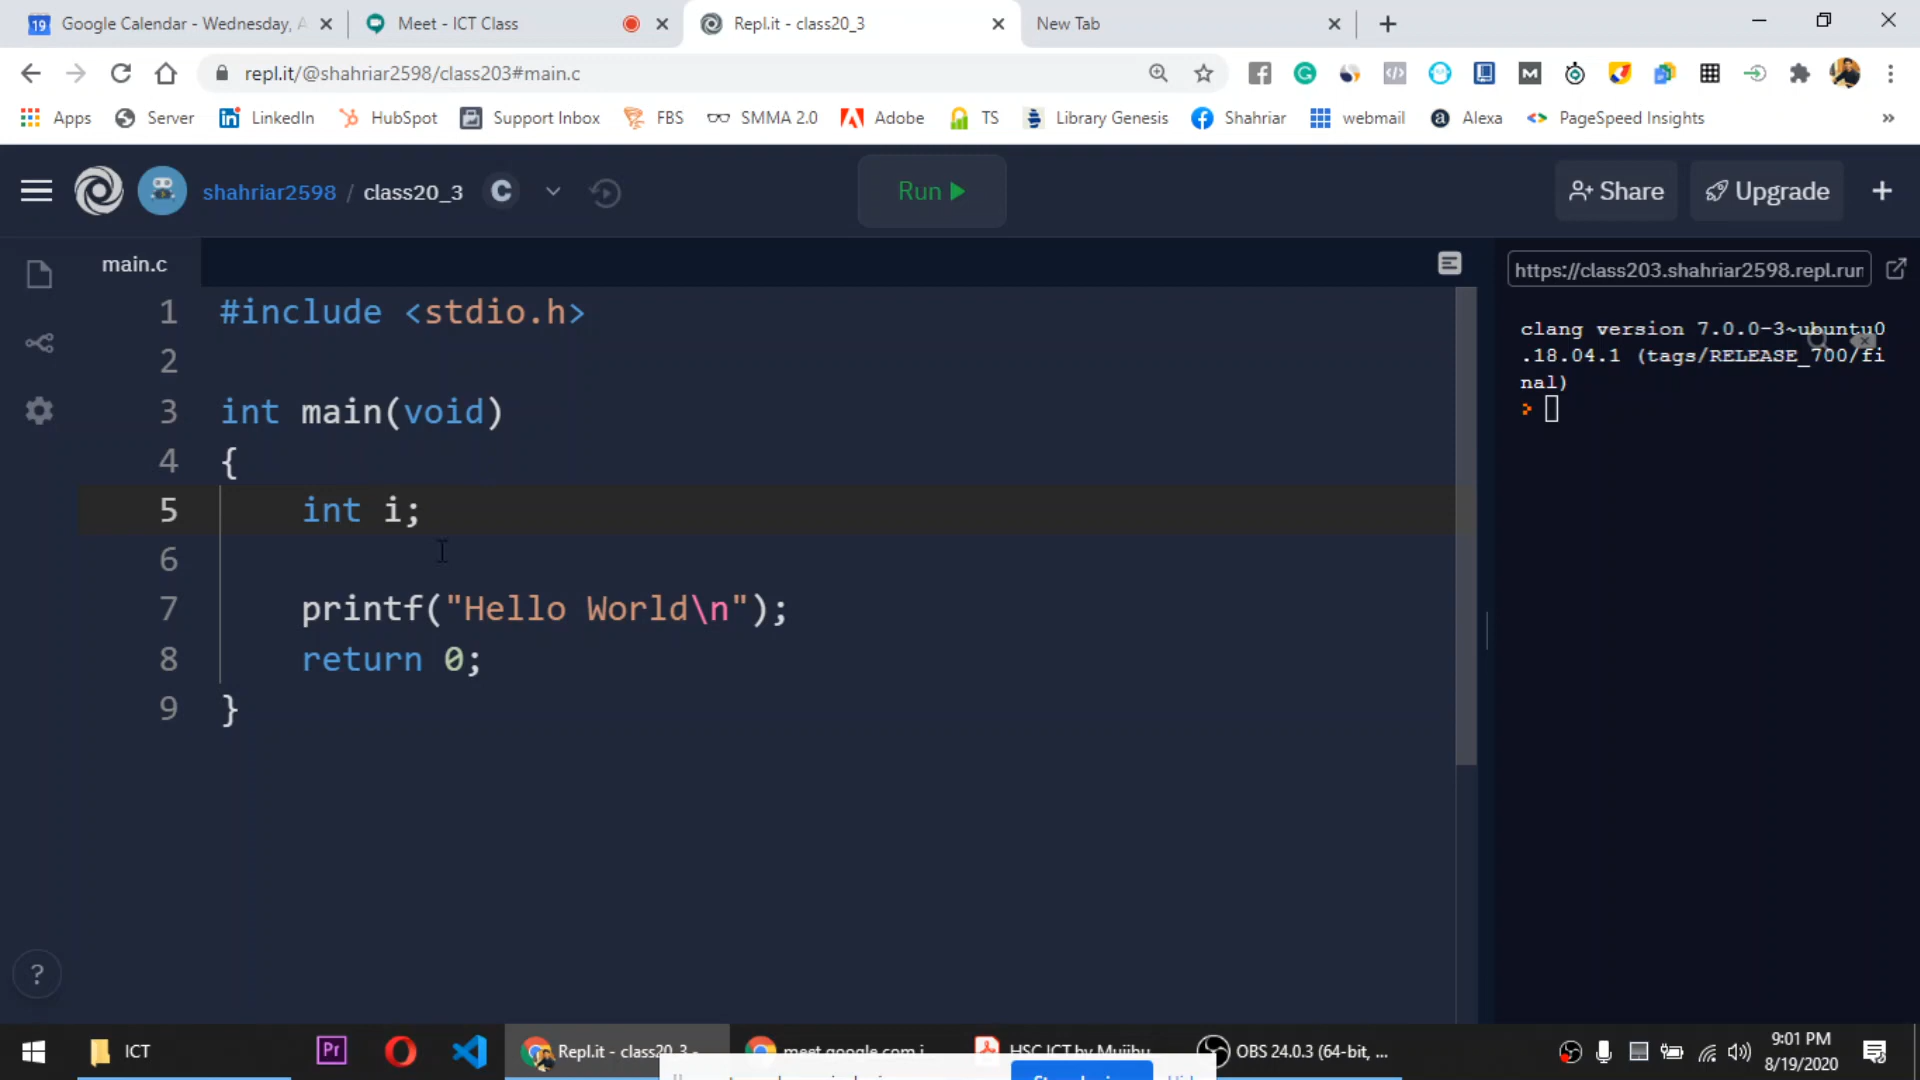 Google Calendar - Wednesday, A
Meet - ICT Class
Repl.it - class20_3
New Tab
repl.it/@shahriar2598/class203#main.c
Apps
Server
LinkedIn
HubSpot
Support Inbox
FBS
SMMA 2.0
Adobe
TS
Library Genesis
Shahriar
webmail
Alexa
PageSpeed Insights
shahriar2598 / class20_3
C
Run
Share
Upgrade
main.c
https://class203.shahriar2598.repl.run
1 #include <stdio.h>
2
3 int main(void)
4 {
5 int i;
6
7 printf("Hello World\n");
8 return 0;
9 }
clang version 7.0.0-3~ubuntu0
.18.04.1 (tags/RELEASE_700/fi
nal)
>
?
ICT
Pr
Repl.it - class20_3 -
meet.google.com i
HSC ICT by Mujibu
OBS 24.0.3 (64-bit, ...
9:01 PM
8/19/2020